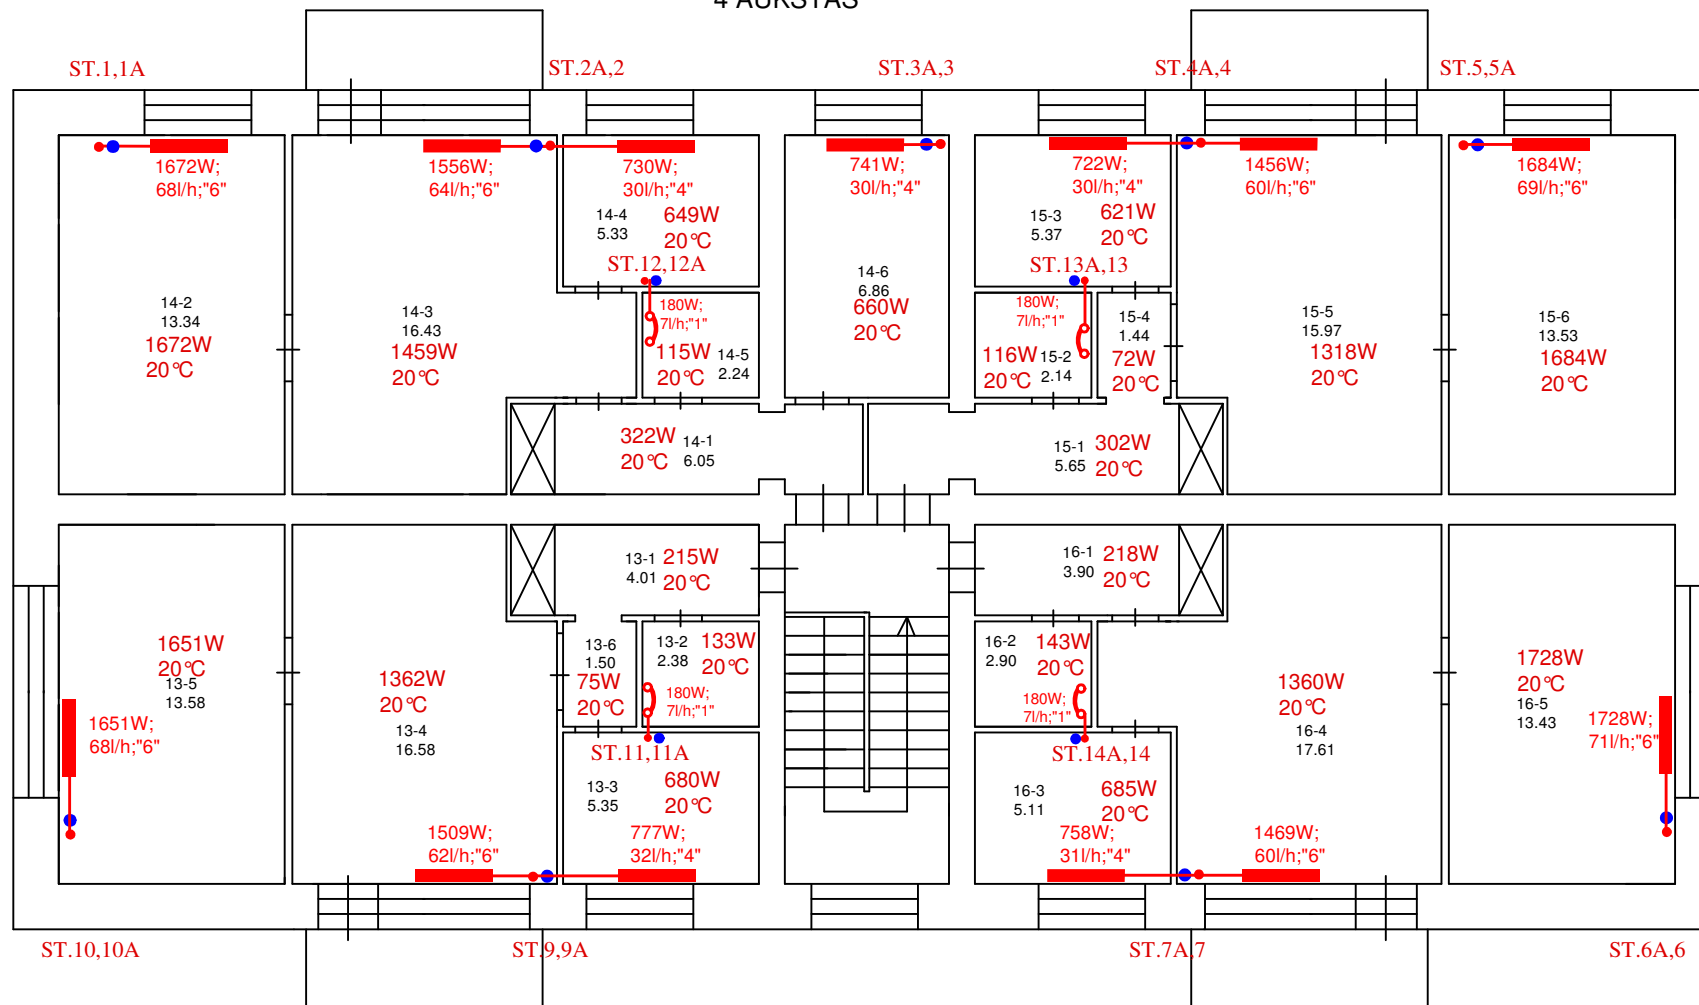 4 AUKŠTAS
ST.1,1A
ST.2A,2
ST.3A,3
ST.4A,4
ST.5,5A
1672W;
68l/h;"6"
1556W;
64l/h;"6"
730W;
30l/h;"4"
741W;
30l/h;"4"
722W;
30l/h;"4"
1456W;
60l/h;"6"
1684W;
69l/h;"6"
14-4
5.33
649W
20°C
15-3
5.37
621W
20°C
ST.12,12A
ST.13A,13
14-2
13.34
1672W
20°C
14-3
16.43
1459W
20°C
180W;
7l/h;"1"
115W
20°C
14-5
2.24
14-6
6.86
660W
20°C
180W;
7l/h;"1"
116W
20°C
15-2
2.14
15-4
1.44
72W
20°C
15-5
15.97
1318W
20°C
15-6
13.53
1684W
20°C
322W
20°C
14-1
6.05
15-1
5.65
302W
20°C
13-1
4.01
215W
20°C
16-1
3.90
218W
20°C
1651W
20°C
13-5
13.58
1651W;
68l/h;"6"
1362W
20°C
13-4
16.58
13-6
1.50
75W
20°C
13-2
2.38
133W
20°C
180W;
7l/h;"1"
16-2
2.90
143W
20°C
180W;
7l/h;"1"
1360W
20°C
16-4
17.61
1728W
20°C
16-5
13.43
1728W;
71l/h;"6"
ST.11,11A
ST.14A,14
13-3
5.35
680W
20°C
16-3
5.11
685W
20°C
1509W;
62l/h;"6"
777W;
32l/h;"4"
758W;
31l/h;"4"
1469W;
60l/h;"6"
ST.10,10A
ST.9,9A
ST.7A,7
ST.6A,6